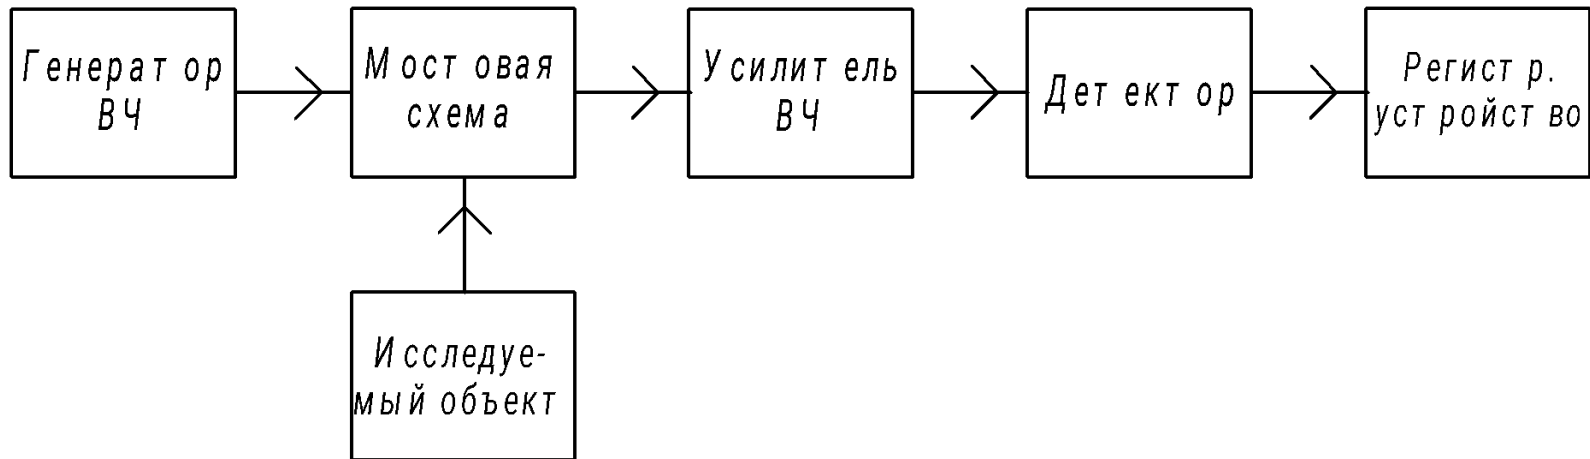 Генератор
ВЧ
Мостовая
схема
Усилитель
ВЧ
Детектор
Регистр.
устройство
Исследуе-
мый объект